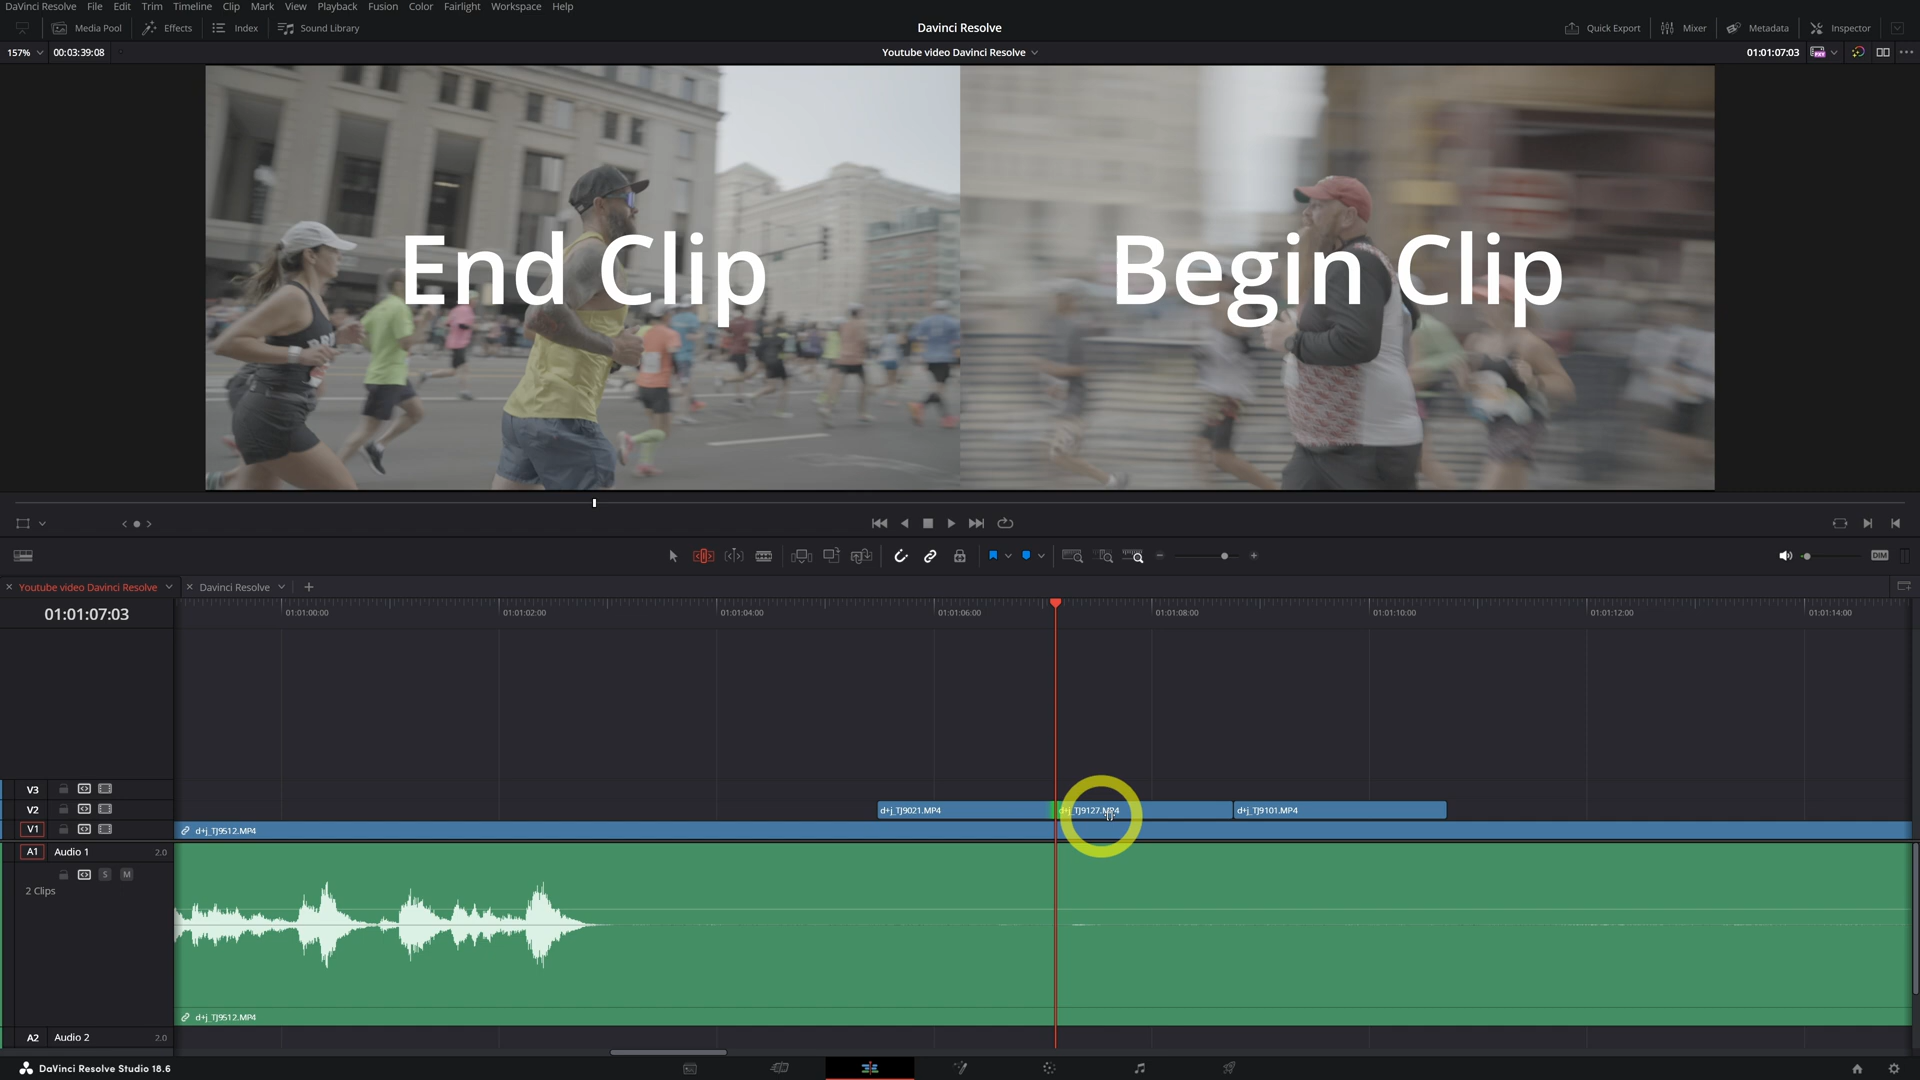 DaVinci Resolve File Edit Trim Timeline Clip Mark View Playback Fusion Color Fairlight Workspace Help
Media Pool Effects Index Sound Library Davinci Resolve Quick Export Mixer Metadata Inspector
157% 00:03:39:08 Youtube video Davinci Resolve 01:01:07:03
End Clip Begin Clip
DIM
Youtube video Davinci Resolve Davinci Resolve
01:01:07:03 01:01:00:00 01:01:02:00 01:01:04:00 01:01:06:00 01:01:08:00 01:01:10:00 01:01:12:00 01:01:14:00
V3
V2 d+j_TJ9021.MP4 d+j_TJ9127.MP4 d+j_TJ9101.MP4
V1 d+j_TJ9512.MP4
A1 Audio 1 2.0
S M
2 Clips
d+j_TJ9512.MP4
A2 Audio 2 2.0
DaVinci Resolve Studio 18.6